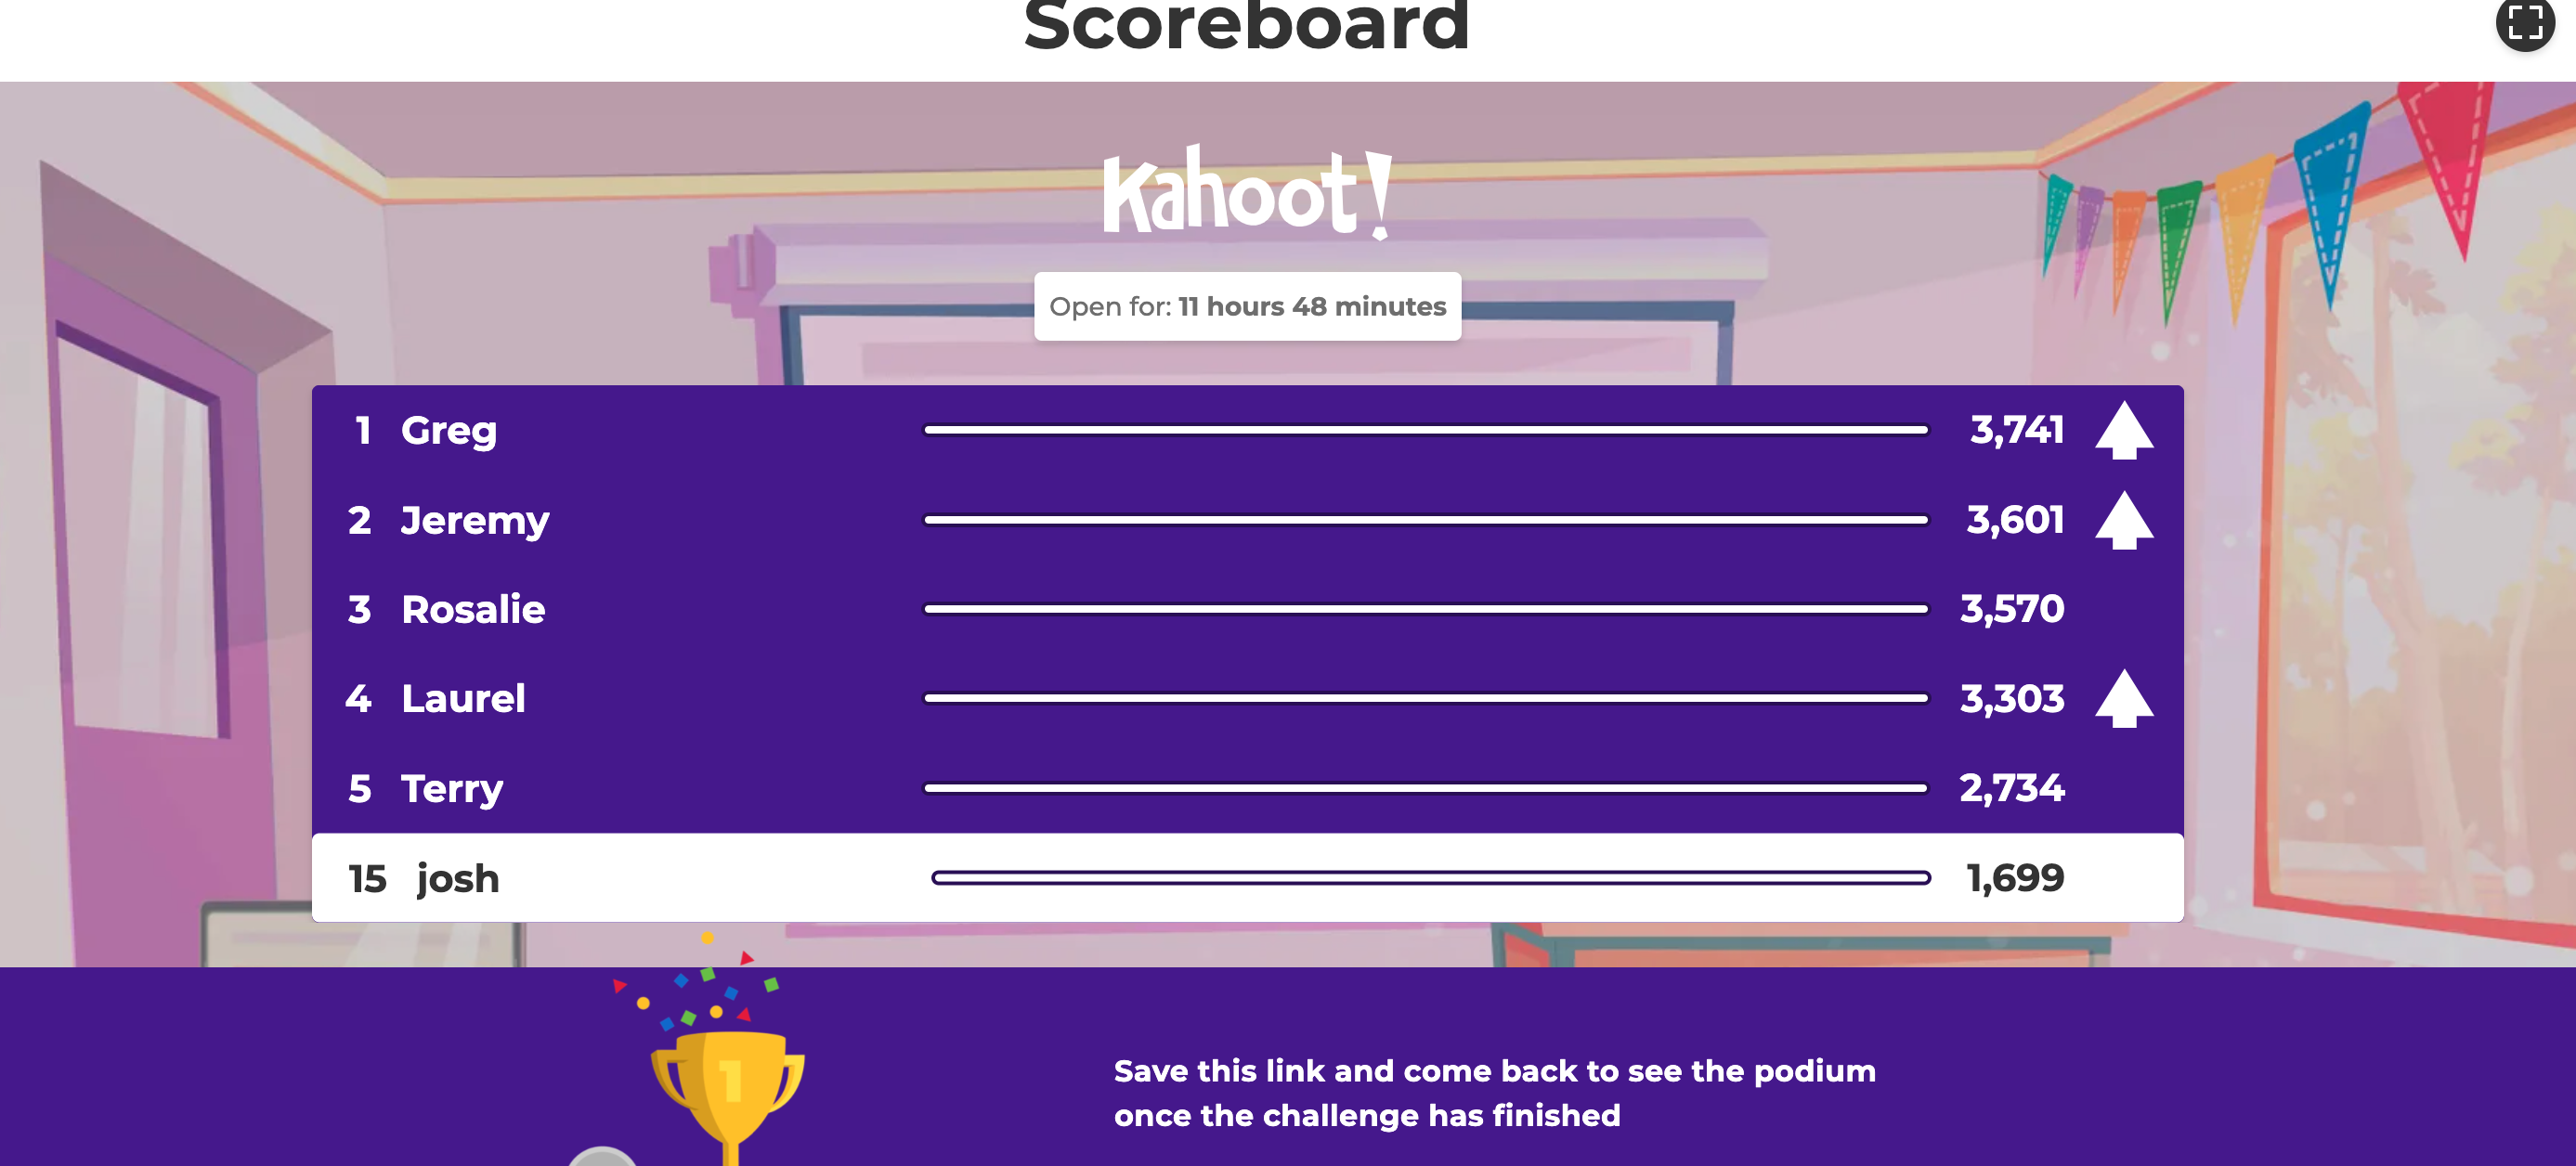 Scoreboard
Kahoot!
Open for: 11 hours 48 minutes
1 Greg 3,741
2 Jeremy 3,601
3 Rosalie 3,570
4 Laurel 3,303
5 Terry 2,734
15 josh 1,699
1
Save this link and come back to see the podium
once the challenge has finished